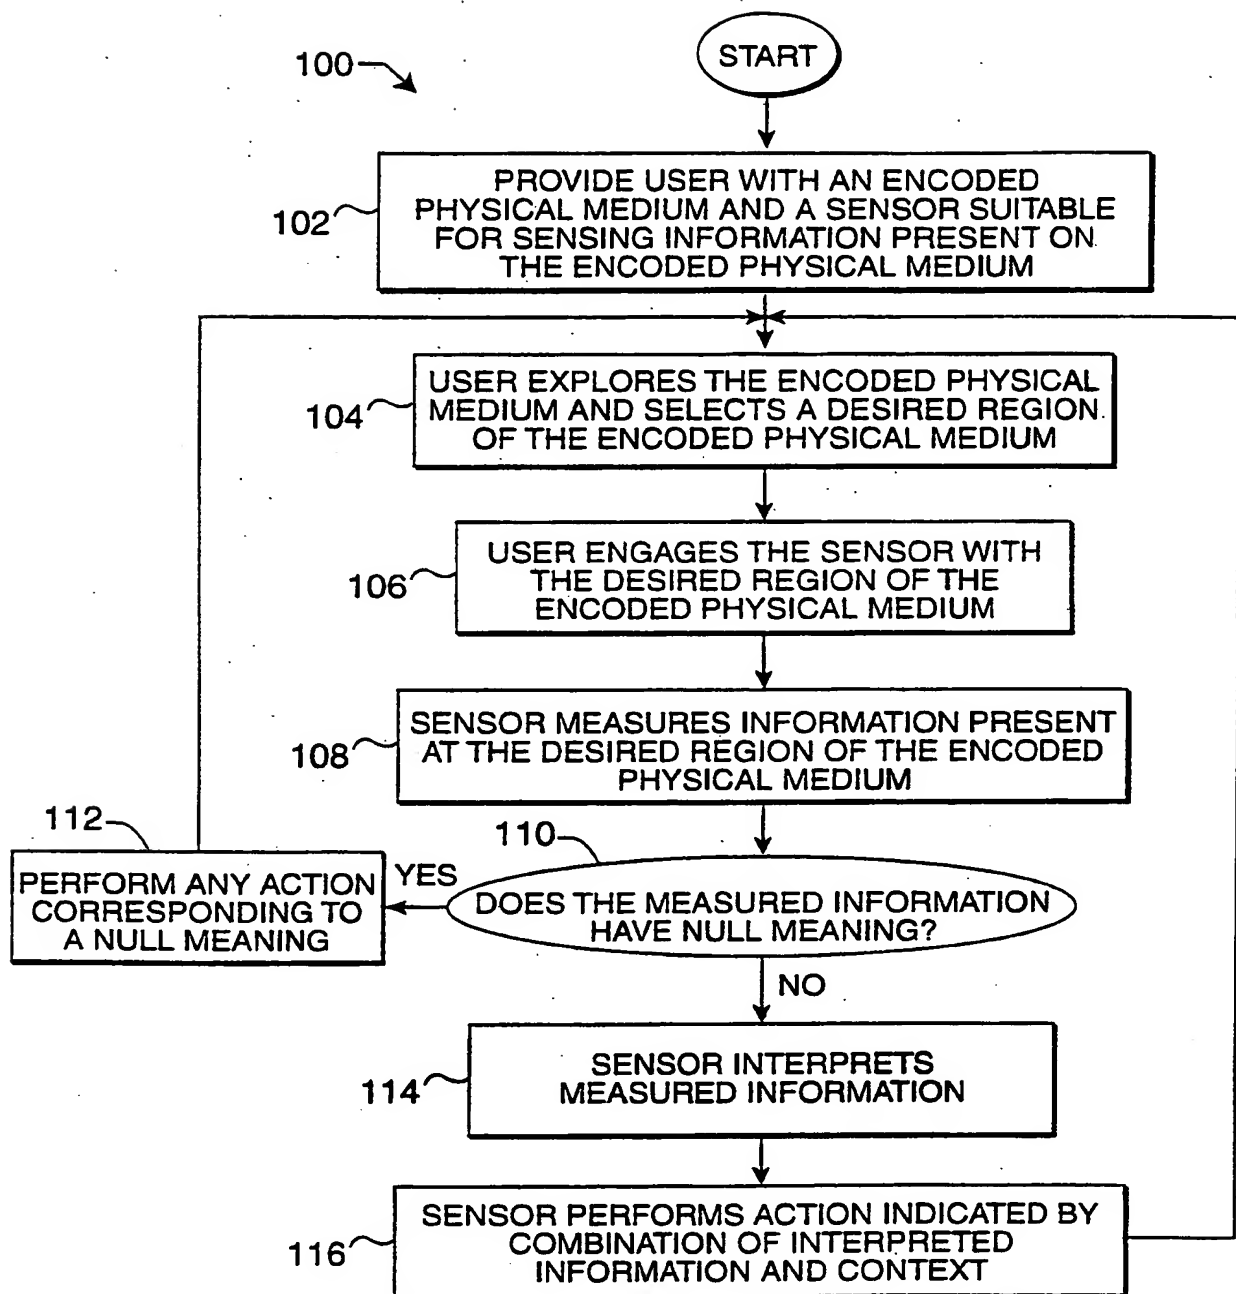 START
100
PROVIDE USER WITH AN ENCODED
PHYSICAL MEDIUM AND A SENSOR SUITABLE
FOR SENSING INFORMATION PRESENT ON
THE ENCODED PHYSICAL MEDIUM
102
USER EXPLORES THE ENCODED PHYSICAL
MEDIUM AND SELECTS A DESIRED REGION
OF THE ENCODED PHYSICAL MEDIUM
104
USER ENGAGES THE SENSOR WITH
THE DESIRED REGION OF THE
ENCODED PHYSICAL MEDIUM
106
SENSOR MEASURES INFORMATION PRESENT
AT THE DESIRED REGION OF THE ENCODED
PHYSICAL MEDIUM
108
112
110
PERFORM ANY ACTION
CORRESPONDING TO
A NULL MEANING
YES
DOES THE MEASURED INFORMATION
HAVE NULL MEANING?
NO
SENSOR INTERPRETS
MEASURED INFORMATION
114
SENSOR PERFORMS ACTION INDICATED BY
COMBINATION OF INTERPRETED
INFORMATION AND CONTEXT
116